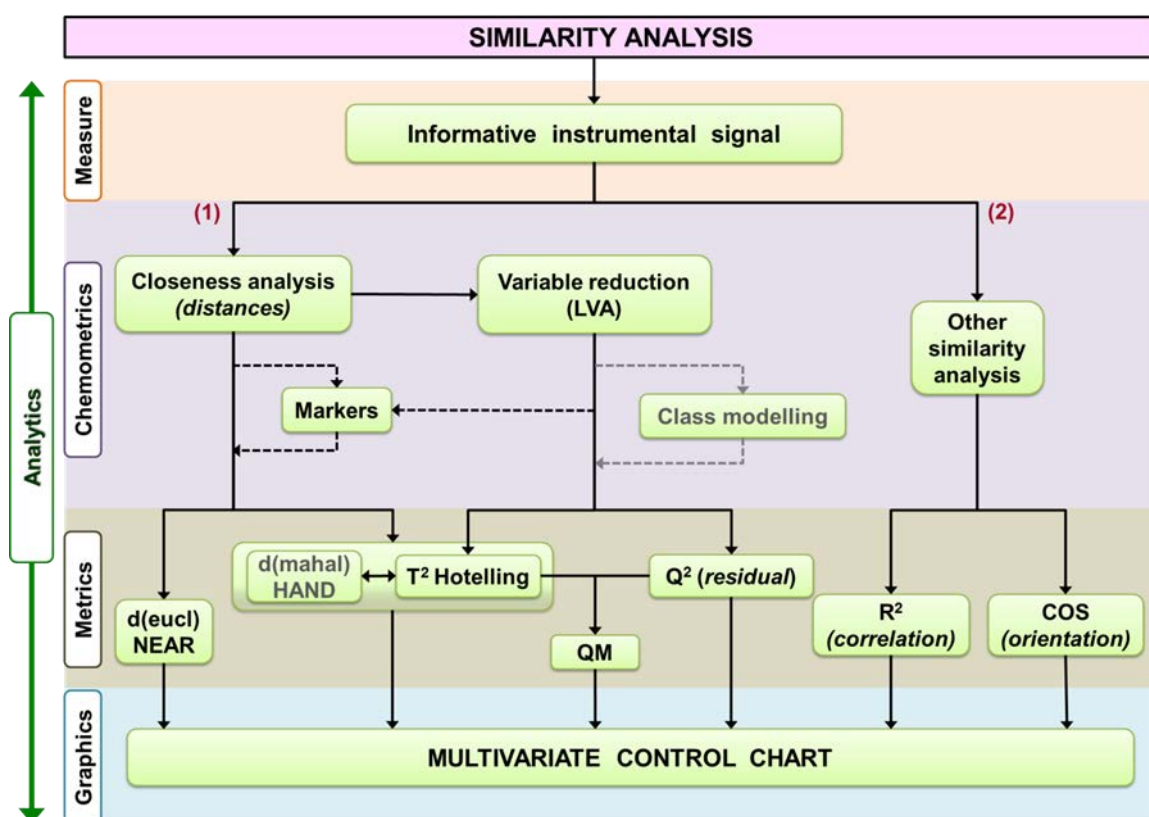 SIMILARITY ANALYSIS
Measure
Informative instrumental signal
(1)
(2)
Analytics
Chemometrics
Closeness analysis
(distances)
Variable reduction
(LVA)
Other
similarity
analysis
Markers
Class modelling
Metrics
d(mahal)
HAND
T² Hotelling
Q² (residual)
d(eucl)
NEAR
QM
R²
(correlation)
COS
(orientation)
Graphics
MULTIVARIATE CONTROL CHART